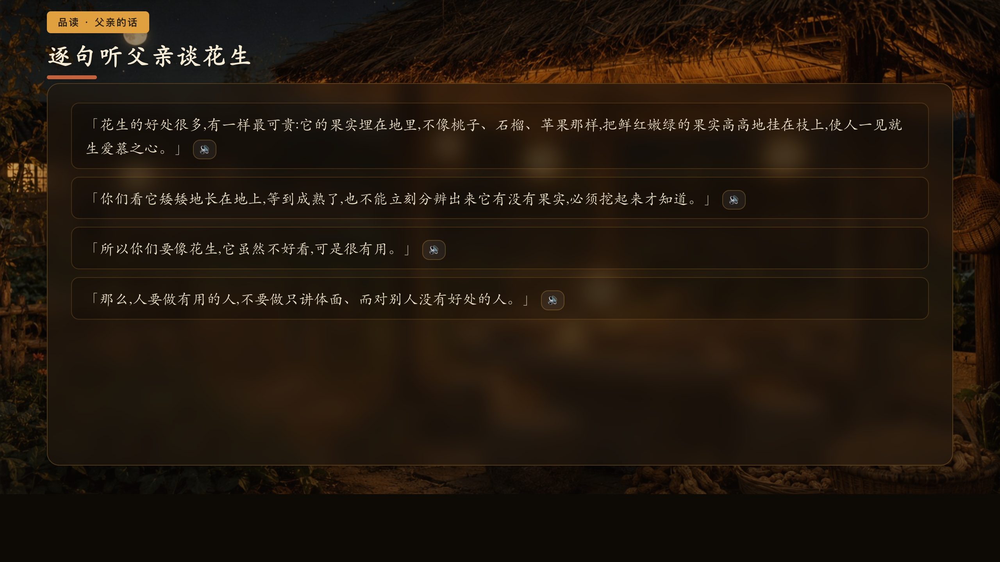 品读 · 父亲的话
逐句听父亲谈花生
「花生的好处很多,有一样最可贵:它的果实埋在地里,不像桃子、石榴、苹果那样,把鲜红嫩绿的果实高高地挂在枝上,使人一见就
生爱慕之心。」
「你们看它矮矮地长在地上,等到成熟了,也不能立刻分辨出来它有没有果实,必须挖起来才知道。」
「所以你们要像花生,它虽然不好看,可是很有用。」
「那么,人要做有用的人,不要做只讲体面、而对别人没有好处的人。」